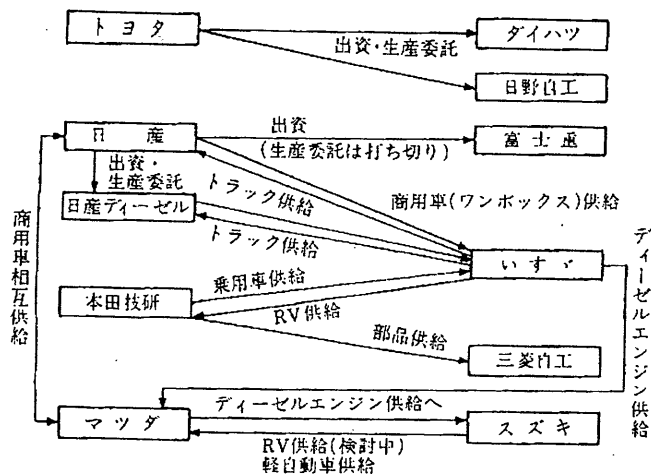 トヨタ
ダイハツ
出資・生産委託
日野自工
日産
出資
(生産委託は打ち切り)
富士重
出資・
生産委託
トラック供給
商用車(ワンボックス)供給
日産ディーゼル
トラック供給
いすゞ
ディーゼルエンジン供給
商用車相互供給
乗用車供給
本田技研
RV供給
部品供給
三菱自工
ディーゼルエンジン供給へ
マツダ
スズキ
RV供給(検討中)
軽自動車供給